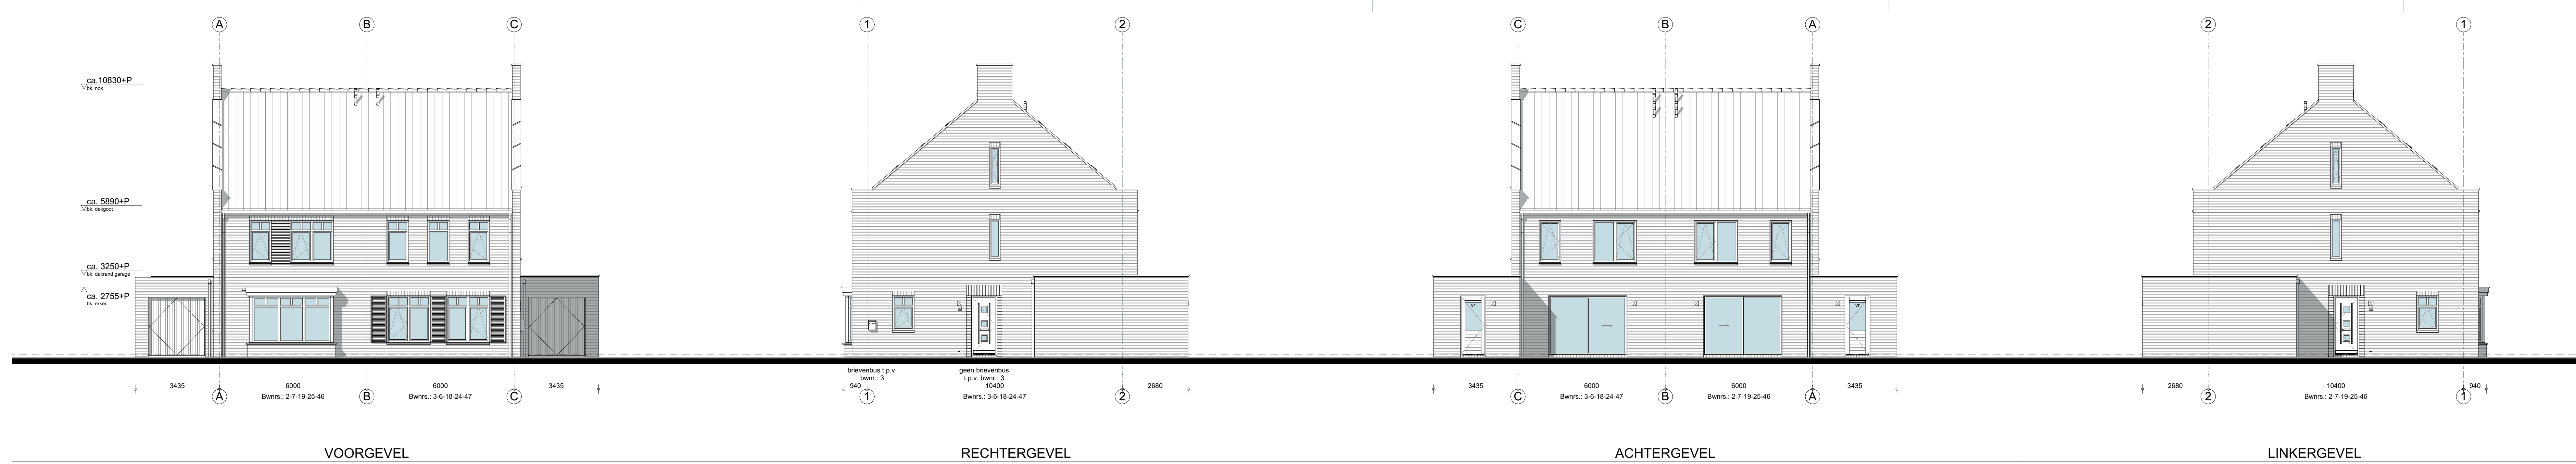 A B C
1 2
C B A
2 1
ca.10830+P
bk. nok
ca. 5890+P
bk. dakgoot
ca. 3250+P
bk. dakrand garage
ca. 2755+P
bk. erker
3435 6000 6000 3435
A B C
Bwnrs.: 2-7-19-25-46 Bwnrs.: 3-6-18-24-47
VOORGEVEL
brievenbus t.p.v.
bwnr.: 3
geen brievenbus
t.p.v. bwnr.: 3
940 10400 2680
1 2
Bwnrs.: 3-6-18-24-47
RECHTERGEVEL
vr vr
3435 6000 6000 3435
C B A
Bwnrs.: 3-6-18-24-47 Bwnrs.: 2-7-19-25-46
ACHTERGEVEL
2680 10400 940
2 1
Bwnrs.: 2-7-19-25-46
LINKERGEVEL